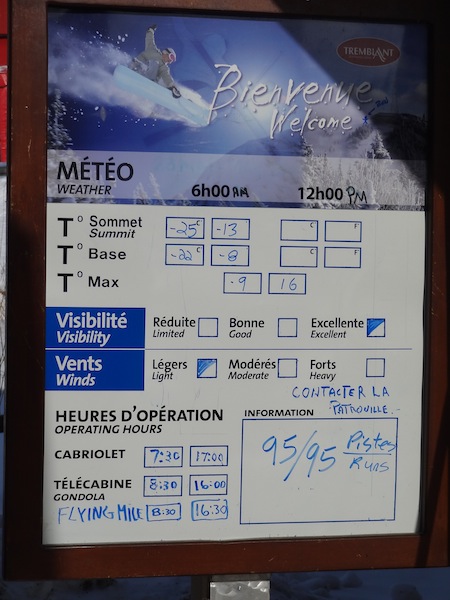 TREMBLANT
Bienvenue
Welcome
MÉTÉO
WEATHER
6h00 AM 12h00 PM
T° Sommet Summit -25 C -13 C F
T° Base -22 C -8 C F
T° Max -9 16
Visibilité Réduite Bonne Excellente
Visibility Limited Good Excellent
Vents Légers Modérés Forts
Winds Light Moderate Heavy
CONTACTER LA
PATROUILLE.
HEURES D'OPÉRATION
OPERATING HOURS
INFORMATION
CABRIOLET 7:30 17:00
TÉLÉCABINE 8:30 16:00
GONDOLA
FLYING MILE 8:30 16:30
95/95 Pistes
Runs